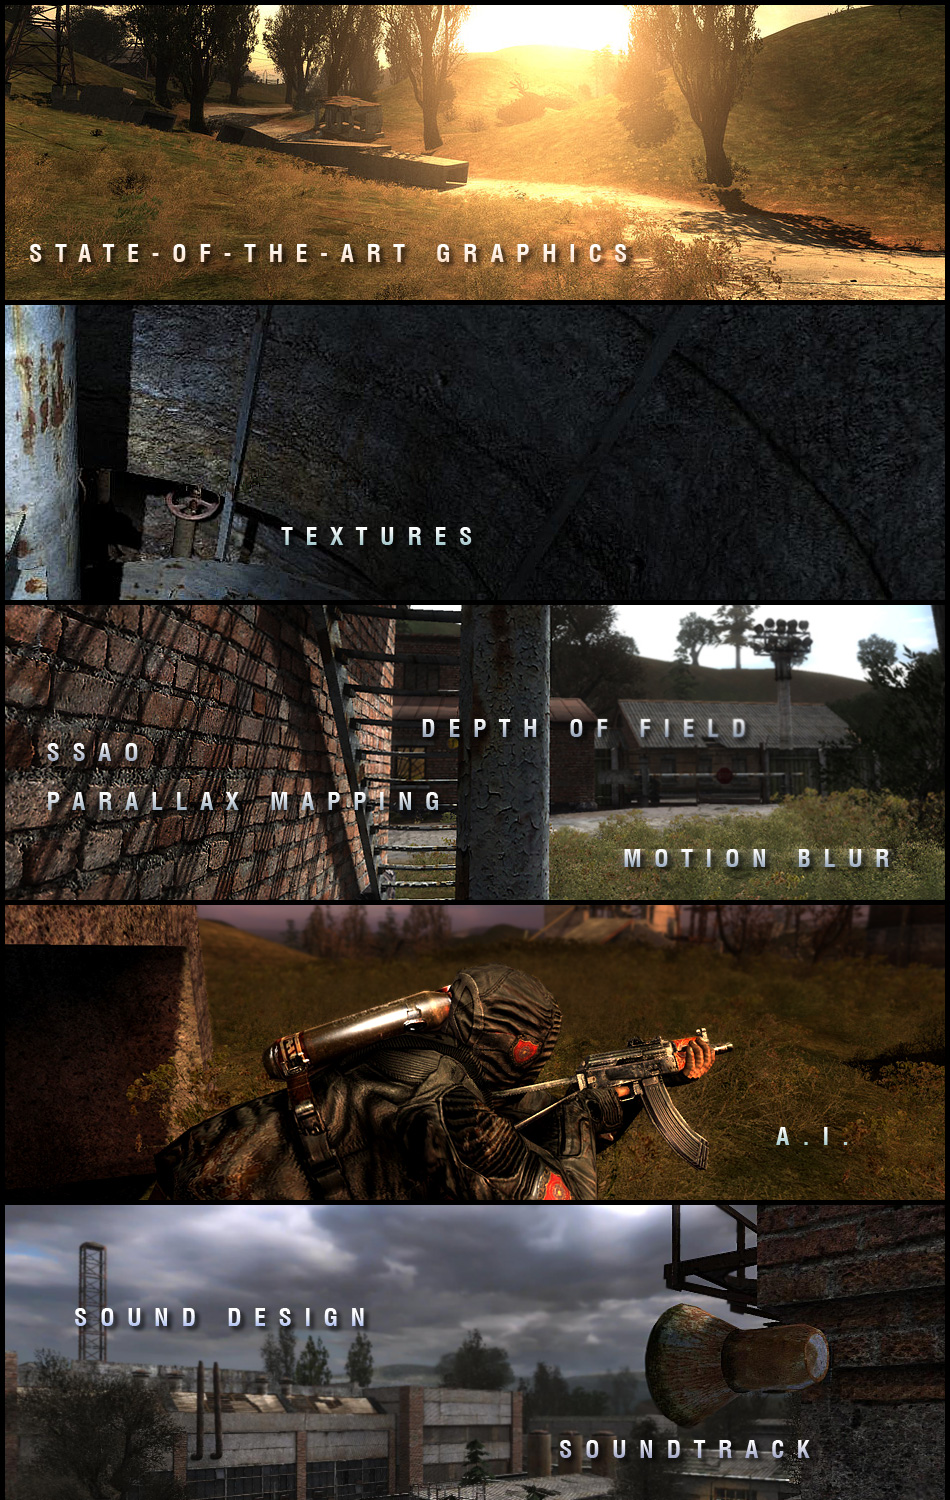 STATE-OF-THE-ART GRAPHICS
TEXTURES
DEPTH OF FIELD
SSAO
PARALLAX MAPPING
MOTION BLUR
A.I.
SOUND DESIGN
SOUNDTRACK